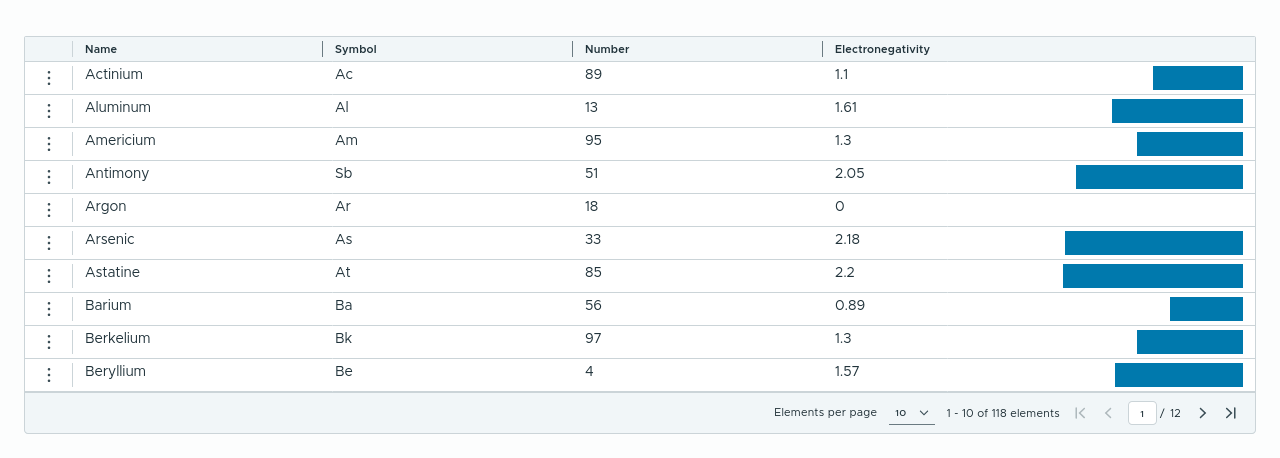 Name Symbol Number Electronegativity
Actinium Ac 89 1.1
Aluminum Al 13 1.61
Americium Am 95 1.3
Antimony Sb 51 2.05
Argon Ar 18 0
Arsenic As 33 2.18
Astatine At 85 2.2
Barium Ba 56 0.89
Berkelium Bk 97 1.3
Beryllium Be 4 1.57
Elements per page 10 1 - 10 of 118 elements 1 / 12